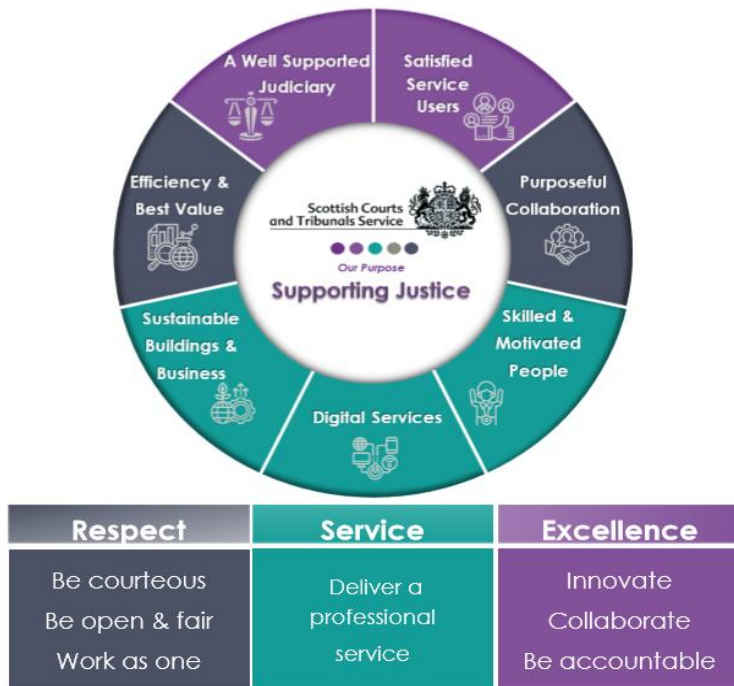 A Well Supported
Judiciary
Satisfied
Service
Users
Efficiency &
Best Value
Purposeful
Collaboration
Scottish Courts
and Tribunals Service
Our Purpose
Supporting Justice
Sustainable
Buildings &
Business
Skilled &
Motivated
People
Digital Services
Respect
Be courteous
Be open & fair
Work as one
Service
Deliver a
professional
service
Excellence
Innovate
Collaborate
Be accountable